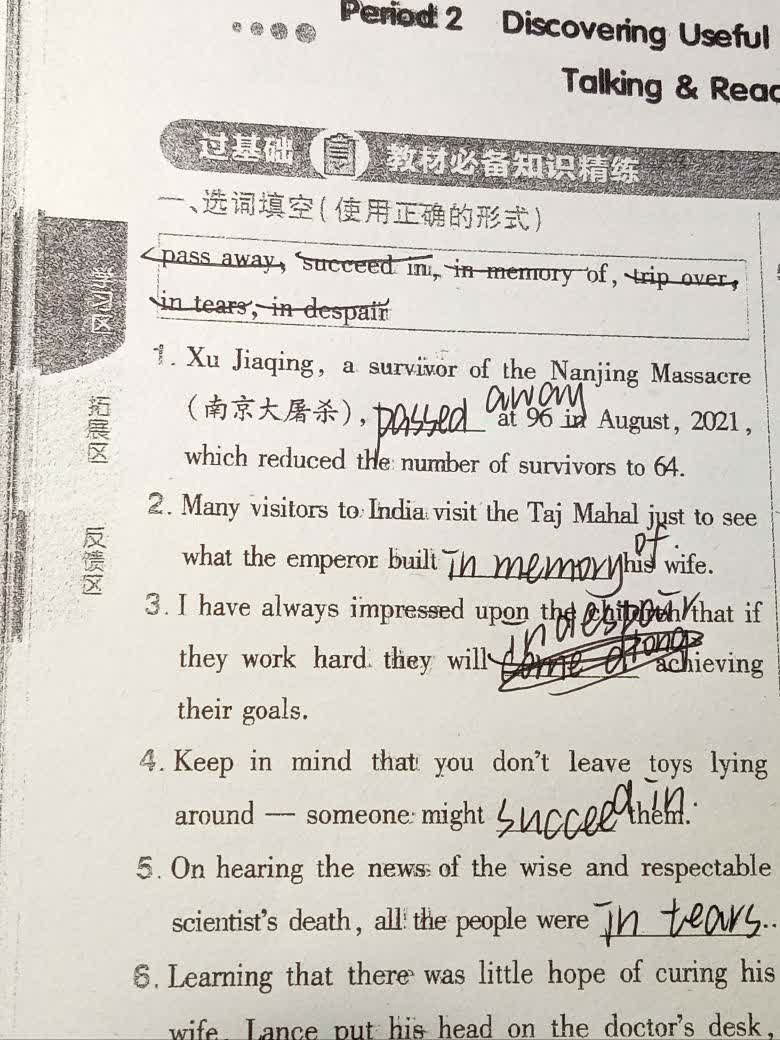 Period 2 Discovering Useful
Talking & Read
过基础 教材必备知识精练
一、选词填空(使用正确的形式)
pass away, succeed in, in memory of, trip over,
in tears, in despair
1. Xu Jiaqing, a survivor of the Nanjing Massacre
away
(南京大屠杀), passed at 96 in August, 2021,
which reduced the number of survivors to 64.
2. Many visitors to India visit the Taj Mahal just to see
of
what the emperor built in memory his wife.
3. I have always impressed upon the children that if
in despair
they work hard they will achieving
their goals.
4. Keep in mind that you don't leave toys lying
around — someone might succeed in them.
5. On hearing the news of the wise and respectable
scientist's death, all the people were in tears.
6. Learning that there was little hope of curing his
wife, Lance put his head on the doctor's desk,
拓展区
反馈区